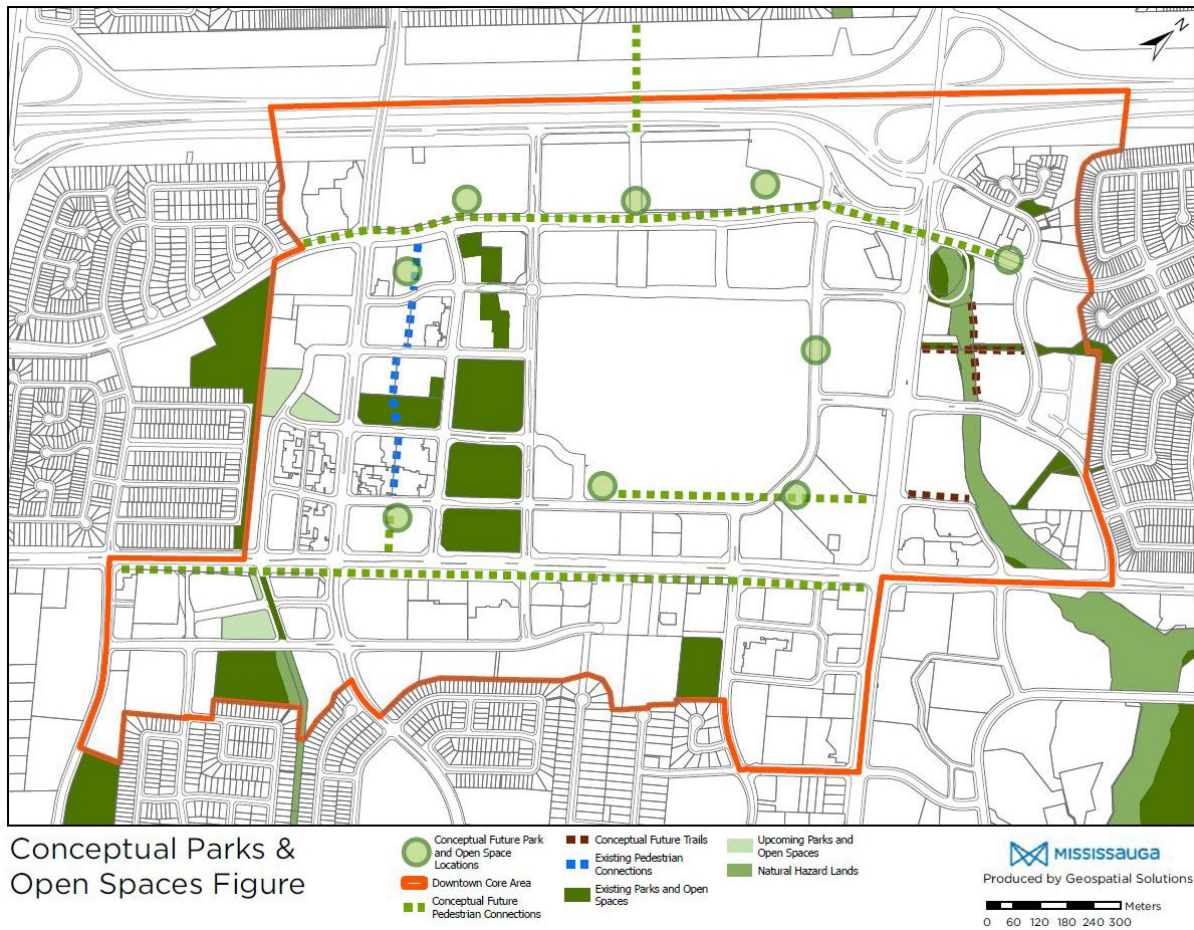 N
Conceptual Parks &
Open Spaces Figure
Conceptual Future Park
and Open Space
Locations
Downtown Core Area
Conceptual Future
Pedestrian Connections
Conceptual Future Trails
Existing Pedestrian
Connections
Existing Parks and Open
Spaces
Upcoming Parks and
Open Spaces
Natural Hazard Lands
MISSISSAUGA
Produced by Geospatial Solutions
Meters
0 60 120 180 240 300